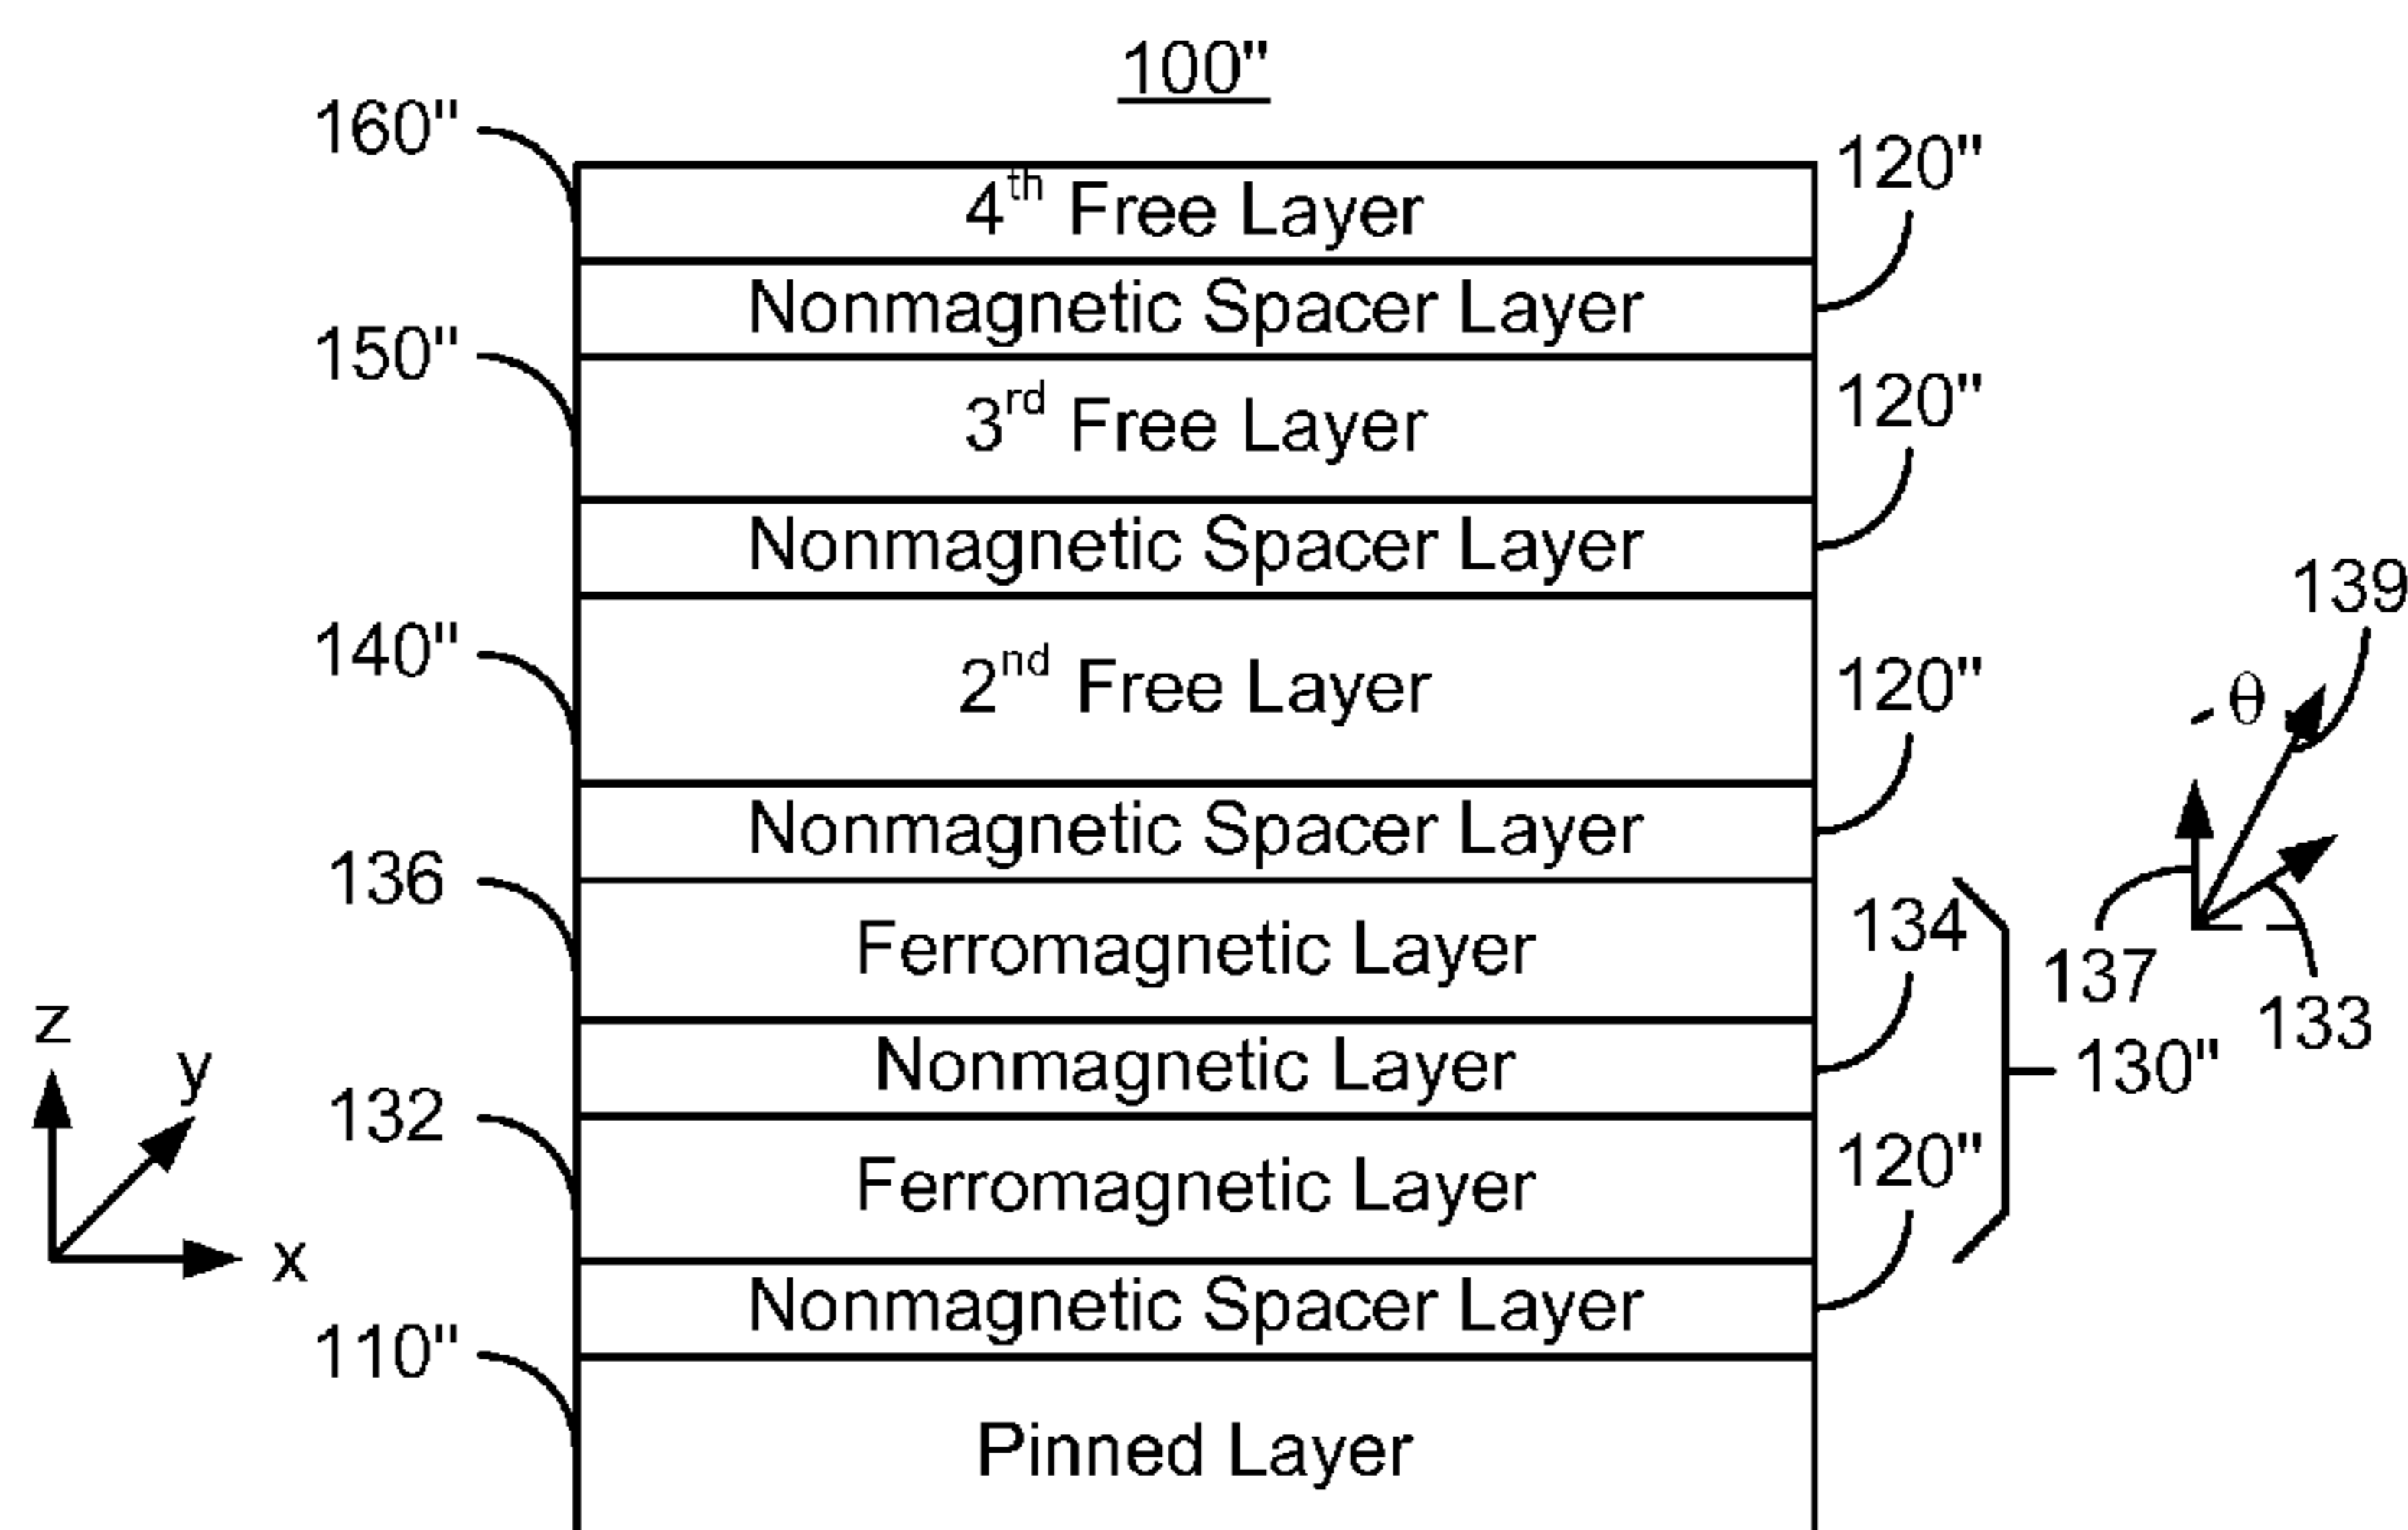 100"
160"
4th Free Layer
120"
Nonmagnetic Spacer Layer
150"
3rd Free Layer
120"
Nonmagnetic Spacer Layer
139
140"
2nd Free Layer
120"
θ
Nonmagnetic Spacer Layer
136
Ferromagnetic Layer
134
137
133
z
y
Nonmagnetic Layer
130"
132
Ferromagnetic Layer
120"
x
Nonmagnetic Spacer Layer
110"
Pinned Layer